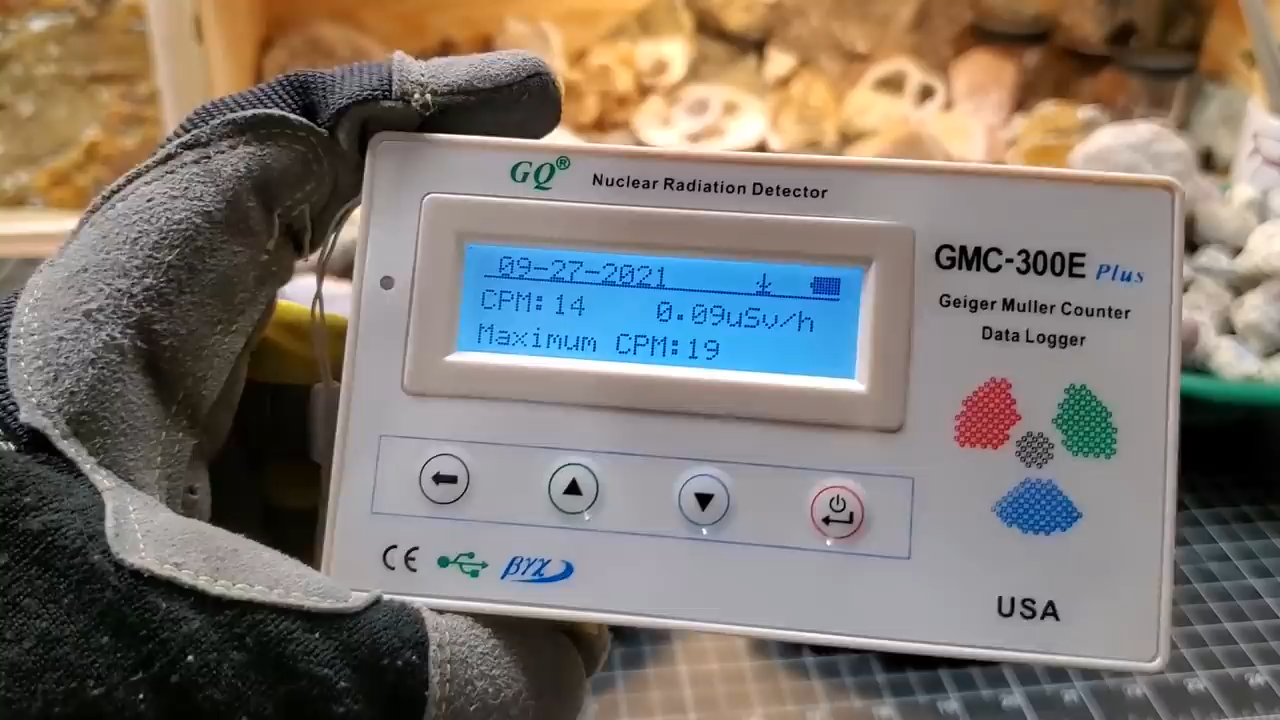 GQ® Nuclear Radiation Detector
09-27-2021
CPM:14 0.09uSv/h
Maximum CPM:19
GMC-300E Plus
Geiger Muller Counter
Data Logger
CE βγχ
USA